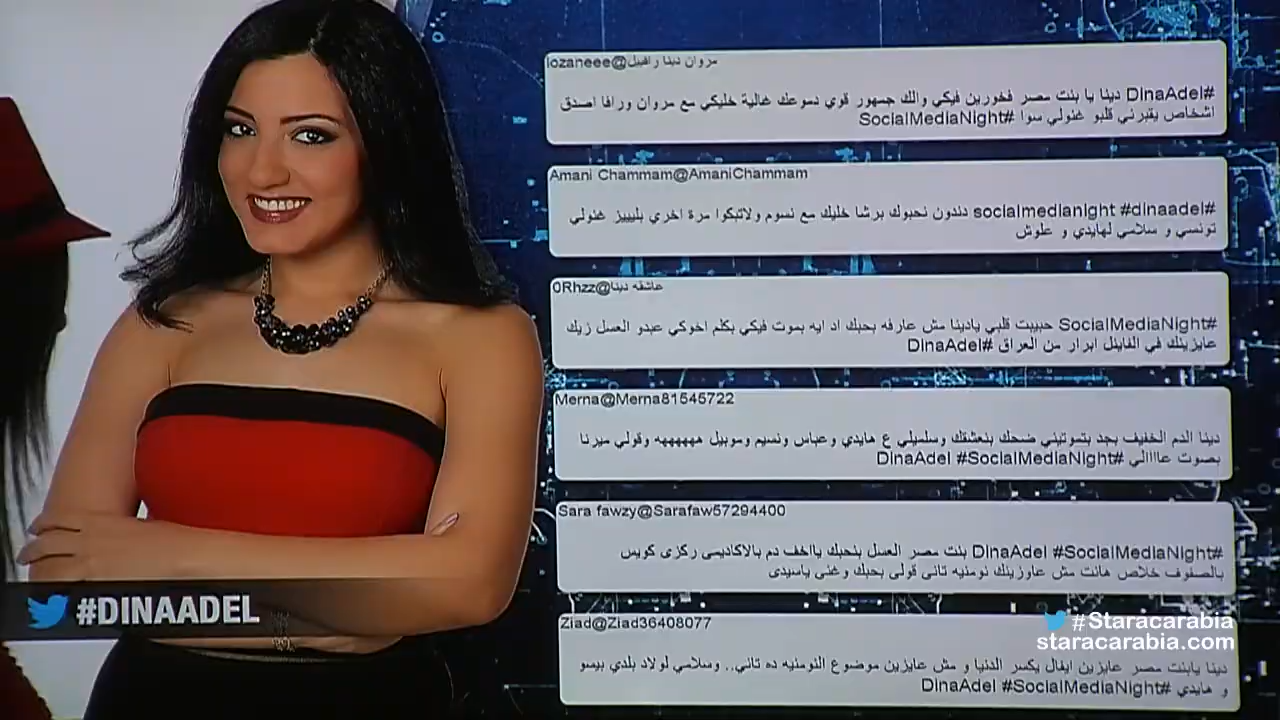 مروان دينا رافييل@lozaneee
#DinaAdel دينا يا بنت مصر فخورين فيكي والك جمهور قوي دموعك غالية خليكي مع مروان ورافا اصدق
اشخاص يقبرني قلبو غنولي سوا #SocialMediaNight
Amani Chammam@AmaniChammam
#socialmedianight #dinaadel دندون نحبوك برشا خليك مع نسوم ولاتبكوا مرة اخري بليييز غنولي
تونسي و سلامي لهايدي و علوش
عاشقه دينا@0Rhzz
#SocialMediaNight حبيبت قلبي يادينا مش عارفه بحبك اد ايه بموت فيكي بكلم اخوكي عبدو العسل زيك
عايزينك في الفاينل ابرار من العراق #DinaAdel
Merna@Merna81545722
دينا الدم الخفيف بجد بتموتيني ضحك بنعشقك وسلميلي ع هايدي وعباس ونسيم وموبيل ههههههه وقولي ميرنا
بصوت عاااالي #DinaAdel #SocialMediaNight
Sara fawzy@Sarafaw57294400
#DinaAdel #SocialMediaNight بنت مصر العسل بنحبك يااخف دم بالاكاديمى ركزى كويس
بالصفوف خلاص هانت مش عاوزينك نومنيه تانى قولى بحبك وغنى ياسيدى
Ziad@Ziad36408077
دينا يابنت مصر عايزين ايفال يكسر الدنيا و مش عايزين موضوع النومنيه ده تاني.. وسلامي لولاد بلدي بيسو
و هايدي #DinaAdel #SocialMediaNight
#DINAADEL
#Staracarabia
staracarabia.com